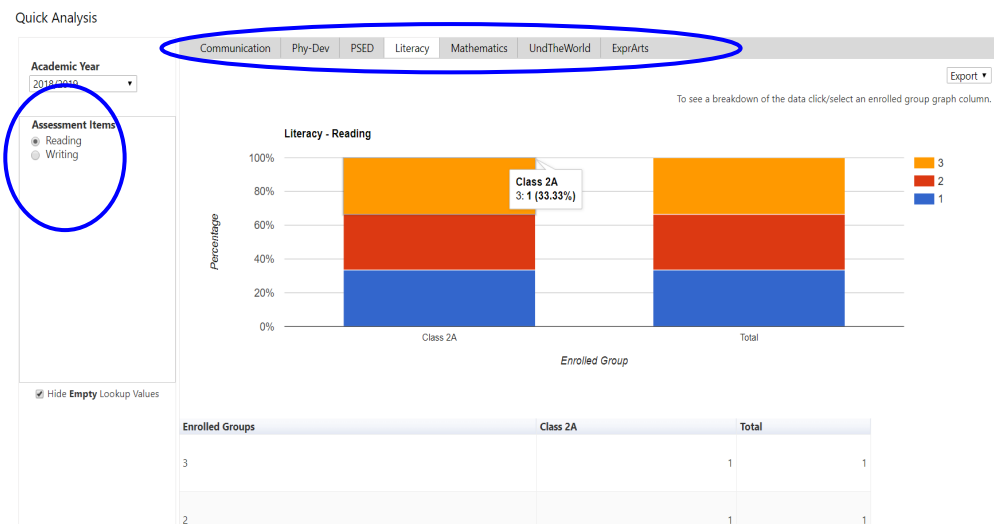 Quick Analysis
Communication Phy-Dev PSED Literacy Mathematics UndTheWorld ExprArts
Academic Year
2018/2019
Export
To see a breakdown of the data click/select an enrolled group graph column.
Assessment Items
Reading
Writing
Literacy - Reading
100%
80%
60%
40%
20%
0%
Percentage
Class 2A
3: 1 (33.33%)
3
2
1
Class 2A Total
Enrolled Group
Hide Empty Lookup Values
Enrolled Groups Class 2A Total
3 1 1
2 1 1